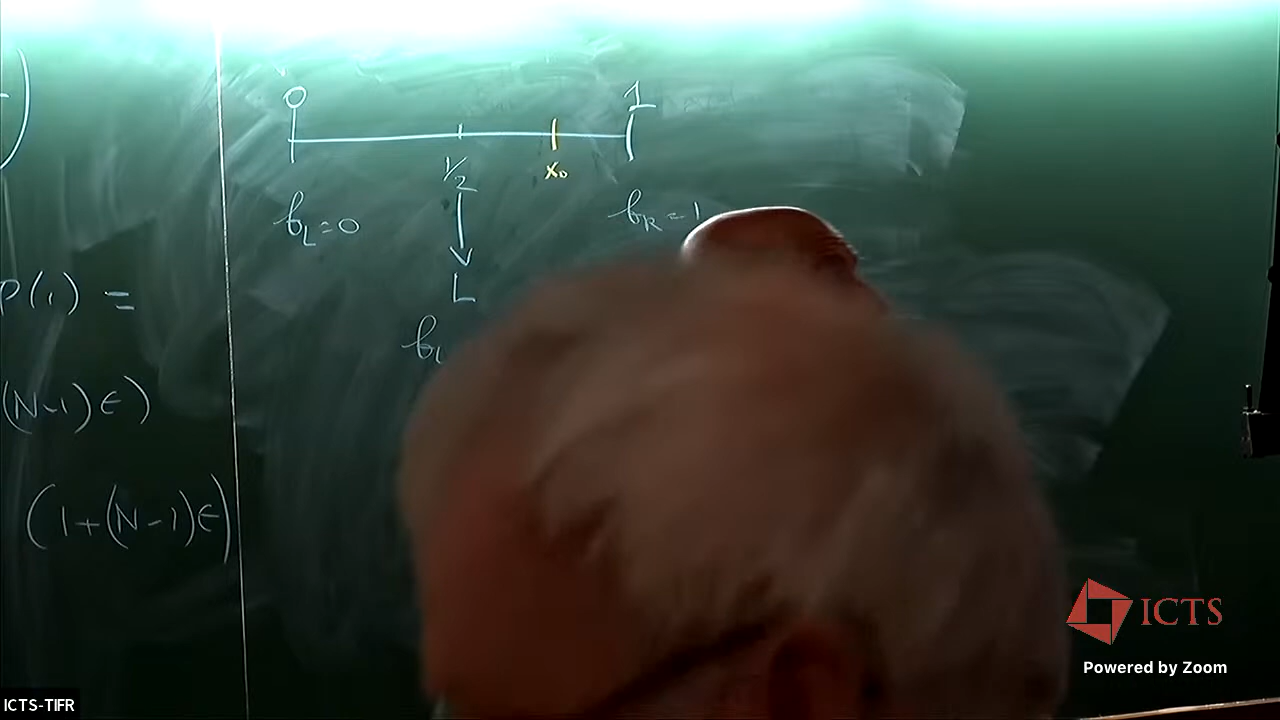 P(1) =
(N-1)ϵ)
(1+(N-1)ϵ)
0 1
1/2 x₀
b_L=0 b_R=1
L
b_L
ICTS
Powered by Zoom
ICTS-TIFR